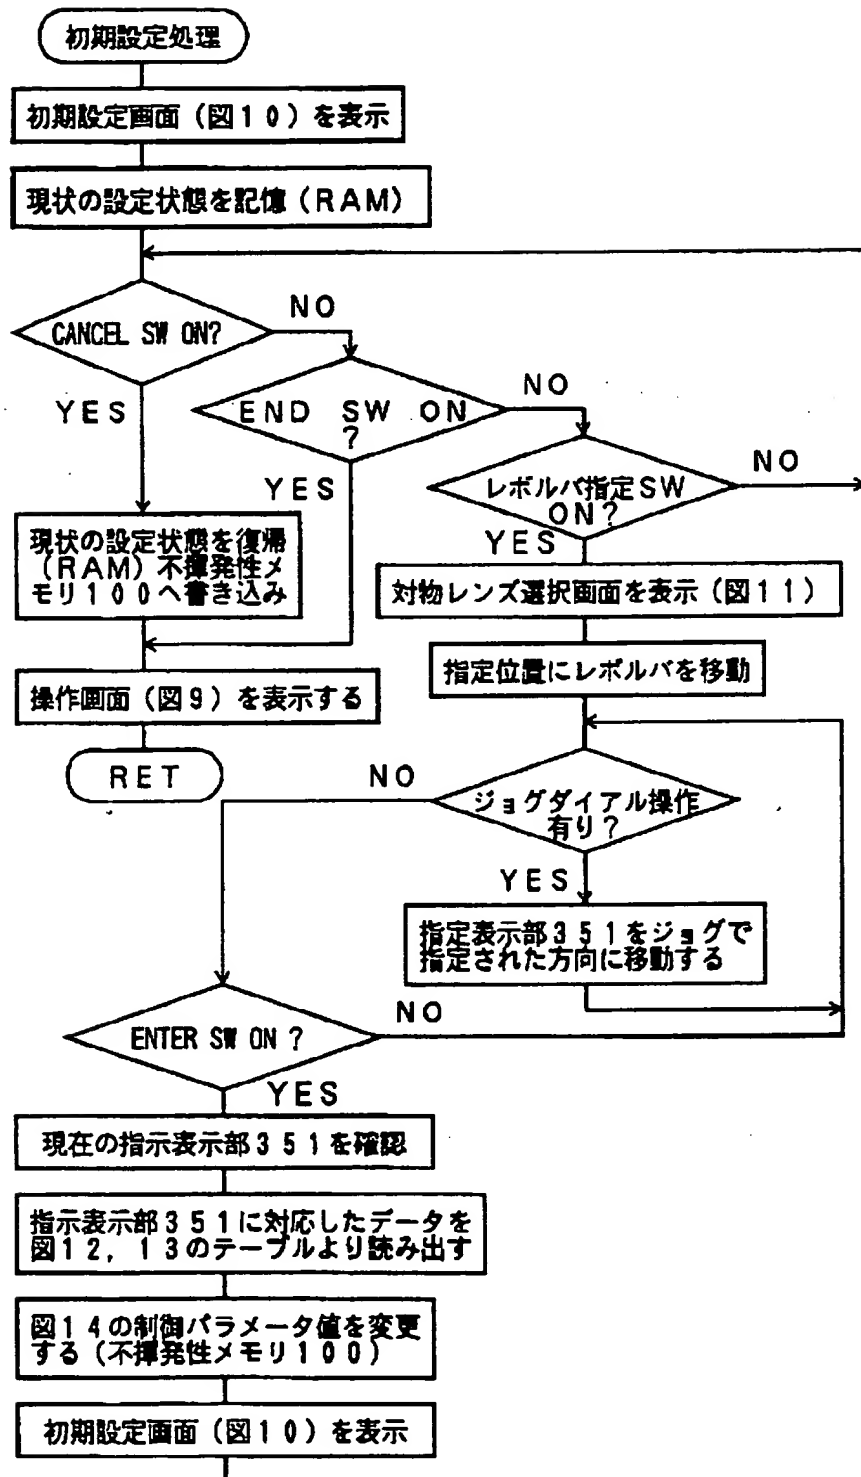 初期設定処理
初期設定画面（図10）を表示
現状の設定状態を記憶（RAM）
CANCEL SW ON?
NO
YES
END SW ON
?
NO
YES
レボルバ指定SW
ON?
NO
YES
現状の設定状態を復帰
（RAM）不揮発性メ
モリ100へ書き込み
対物レンズ選択画面を表示（図11）
指定位置にレボルバを移動
操作画面（図9）を表示する
RET
ジョグダイアル操作
有り?
NO
YES
指定表示部351をジョグで
指定された方向に移動する
ENTER SW ON ?
NO
YES
現在の指示表示部351を確認
指示表示部351に対応したデータを
図12，13のテーブルより読み出す
図14の制御パラメータ値を変更
する（不揮発性メモリ100）
初期設定画面（図10）を表示